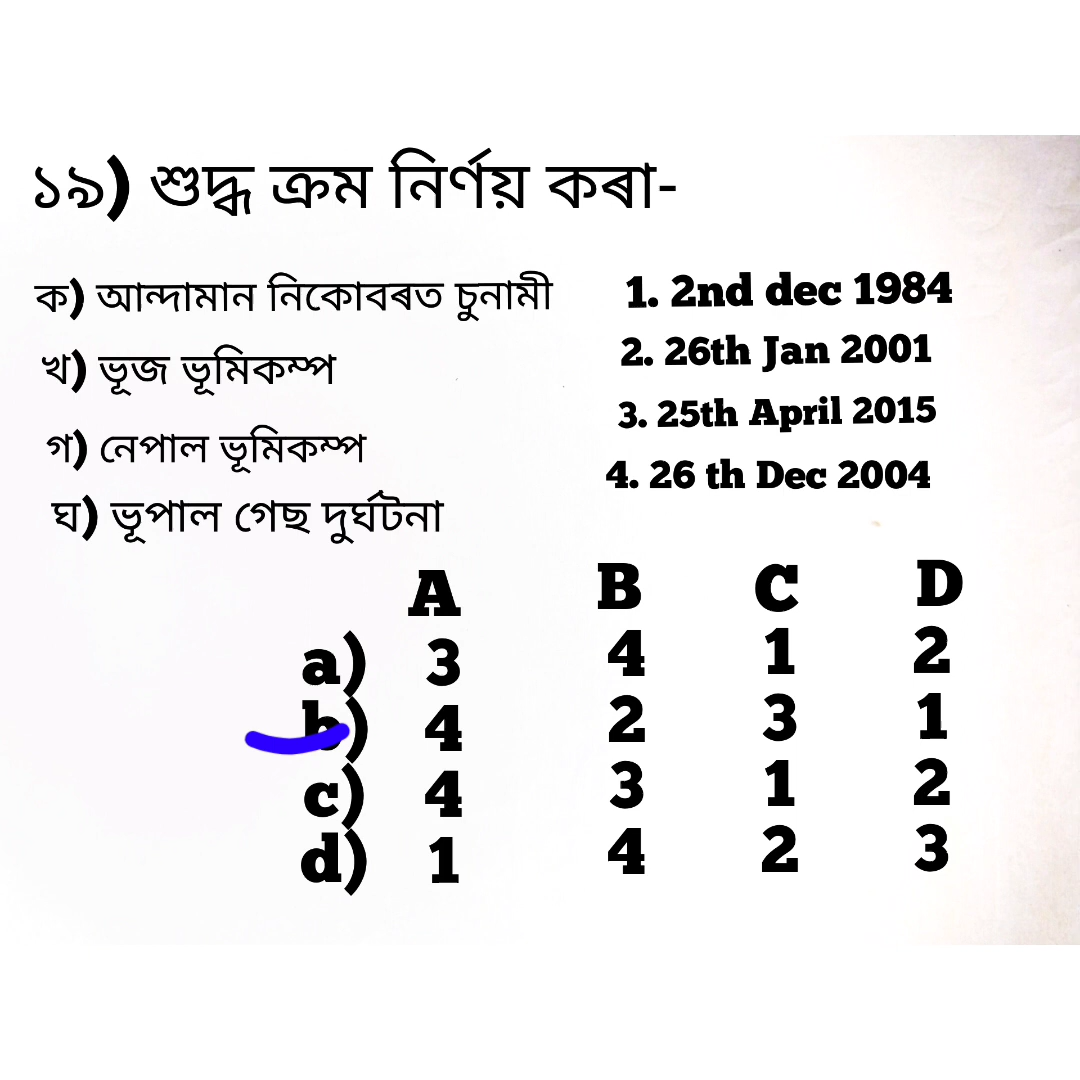 ১৯) শুদ্ধ ক্ৰম নিৰ্ণয় কৰা-
ক) আন্দামান নিকোবৰত চুনামী 1. 2nd dec 1984
খ) ভূজ ভূমিকম্প 2. 26th Jan 2001
গ) নেপাল ভূমিকম্প 3. 25th April 2015
ঘ) ভূপাল গেছ দুৰ্ঘটনা 4. 26 th Dec 2004
A B C D
a) 3 4 1 2
b) 4 2 3 1
c) 4 3 1 2
d) 1 4 2 3